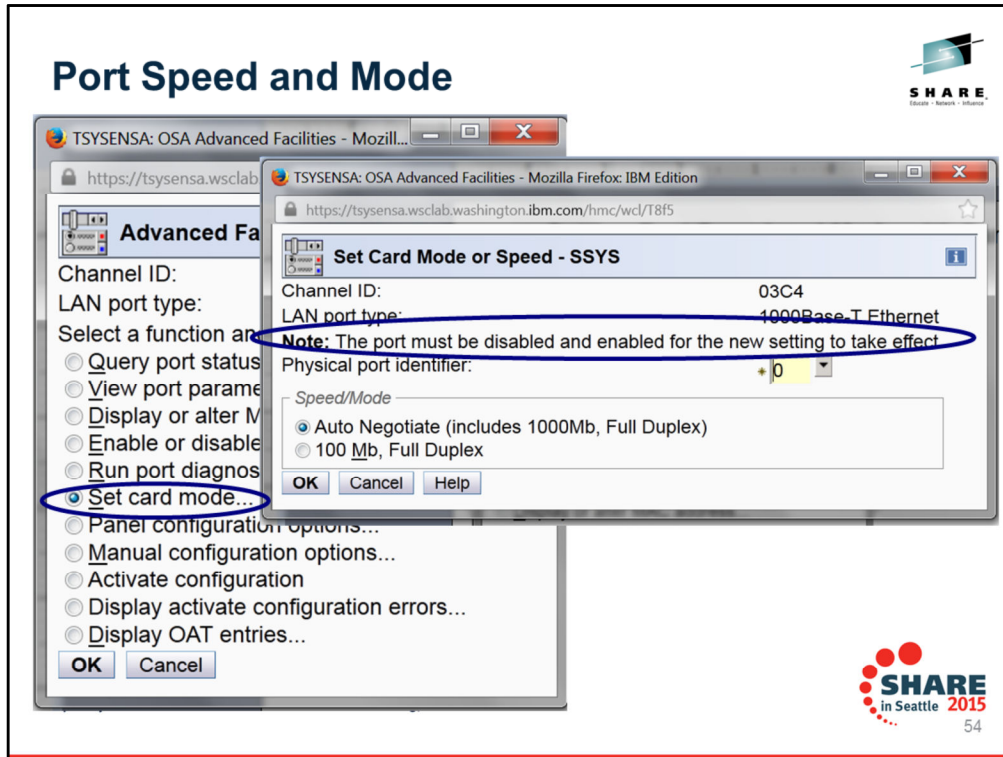 Port Speed and Mode
SHARE
Educate - Network - Influence
TSYSENSA: OSA Advanced Facilities - Mozill...
https://tsysensa.wsclab
Advanced Fa
Channel ID:
LAN port type:
Select a function an
Query port status
View port parame
Display or alter M
Enable or disable
Run port diagnos
Set card mode...
Panel configuration options...
Manual configuration options...
Activate configuration
Display activate configuration errors...
Display OAT entries...
OK Cancel
TSYSENSA: OSA Advanced Facilities - Mozilla Firefox: IBM Edition
https://tsysensa.wsclab.washington.ibm.com/hmc/wcl/T8f5
Set Card Mode or Speed - SSYS
Channel ID: 03C4
LAN port type: 1000Base-T Ethernet
Note: The port must be disabled and enabled for the new setting to take effect
Physical port identifier: 0
Speed/Mode
Auto Negotiate (includes 1000Mb, Full Duplex)
100 Mb, Full Duplex
OK Cancel Help
SHARE
in Seattle 2015
54